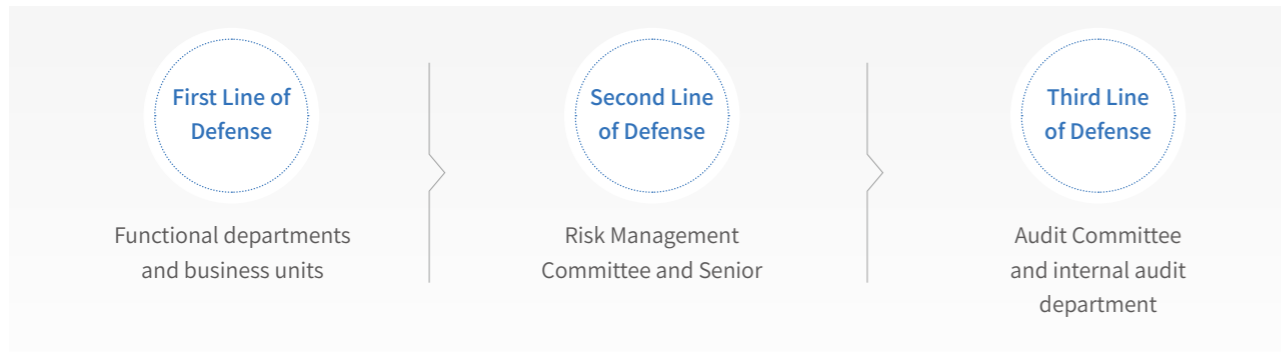 First Line of
Defense
Functional departments
and business units
Second Line
of Defense
Risk Management
Committee and Senior
Third Line
of Defense
Audit Committee
and internal audit
department